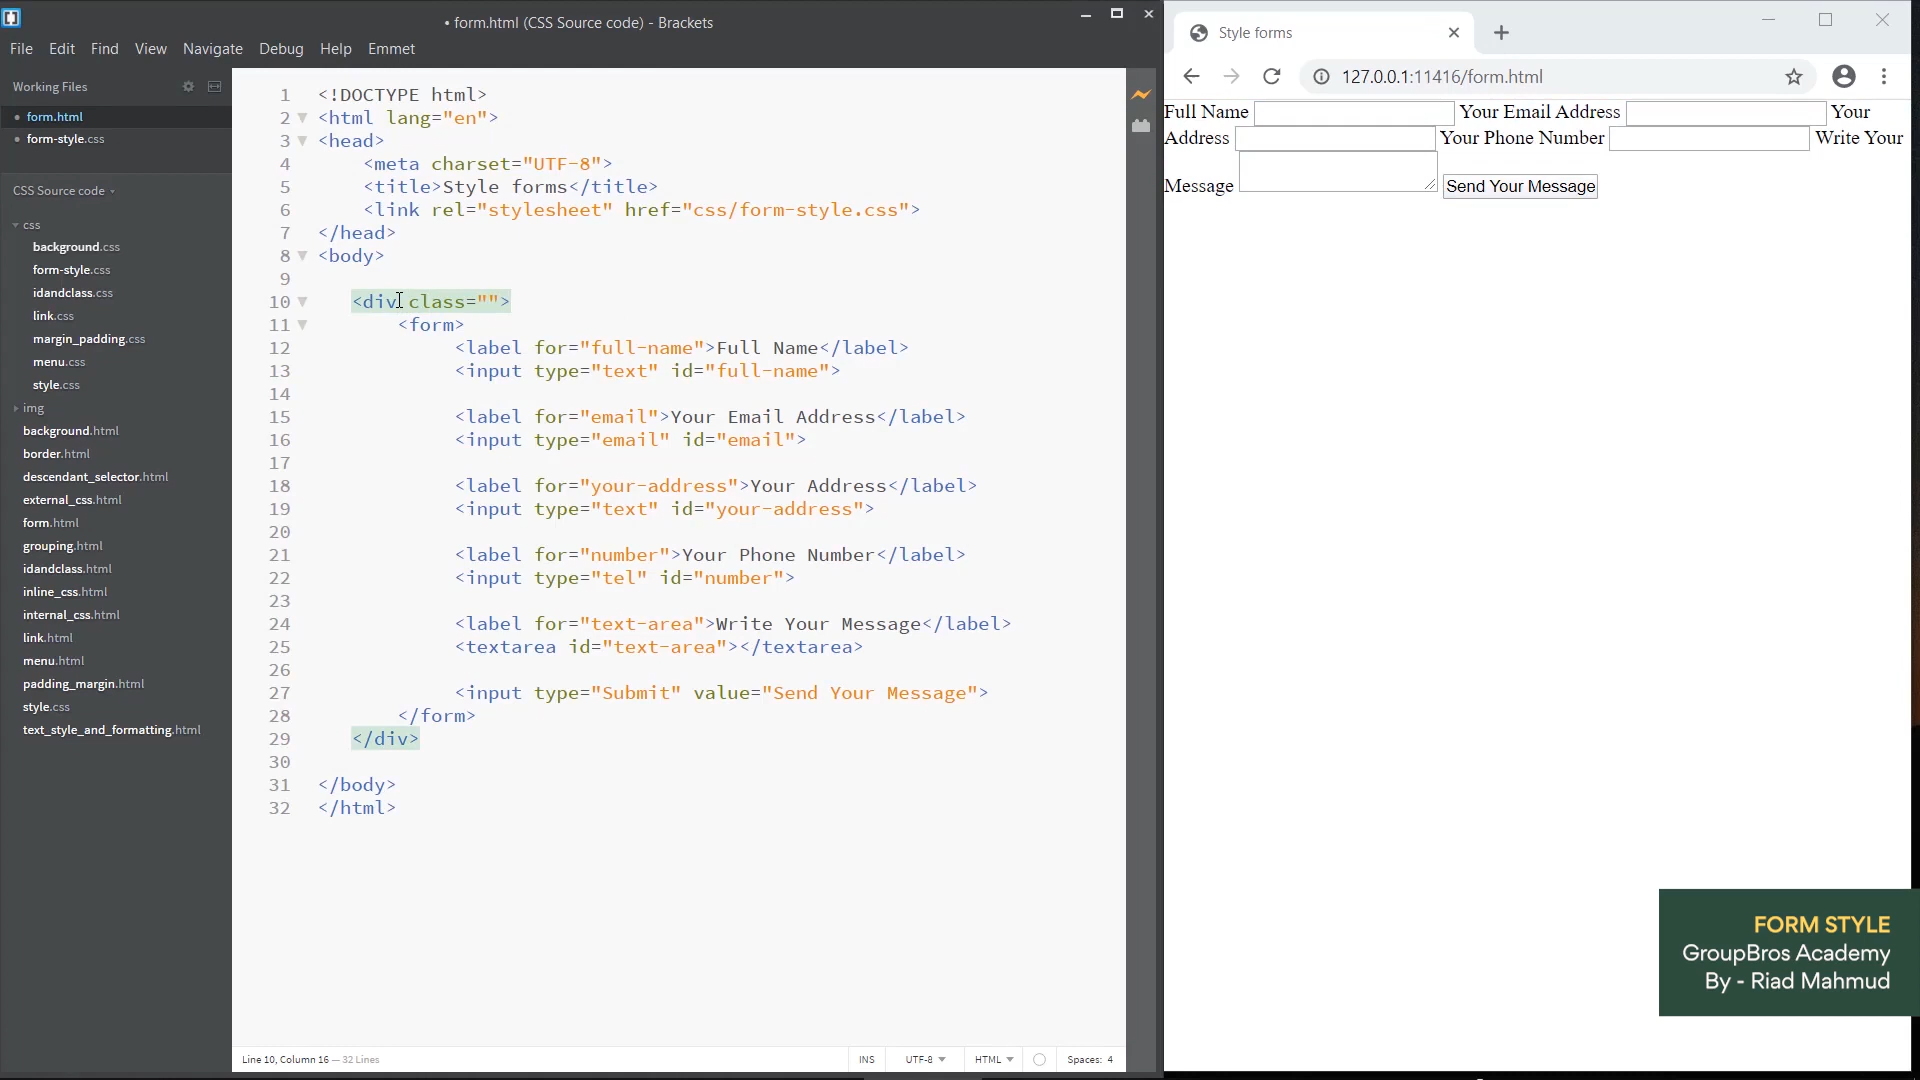 • form.html (CSS Source code) - Brackets
File Edit Find View Navigate Debug Help Emmet
Working Files
form.html
form-style.css
CSS Source code
css
background.css
form-style.css
idandclass.css
link.css
margin_padding.css
menu.css
style.css
img
background.html
border.html
descendant_selector.html
external_css.html
form.html
grouping.html
idandclass.html
inline_css.html
internal_css.html
link.html
menu.html
padding_margin.html
style.css
text_style_and_formatting.html
1 <!DOCTYPE html>
2 <html lang="en">
3 <head>
4 <meta charset="UTF-8">
5 <title>Style forms</title>
6 <link rel="stylesheet" href="css/form-style.css">
7 </head>
8 <body>
9
10 <div class="">
11 <form>
12 <label for="full-name">Full Name</label>
13 <input type="text" id="full-name">
14
15 <label for="email">Your Email Address</label>
16 <input type="email" id="email">
17
18 <label for="your-address">Your Address</label>
19 <input type="text" id="your-address">
20
21 <label for="number">Your Phone Number</label>
22 <input type="tel" id="number">
23
24 <label for="text-area">Write Your Message</label>
25 <textarea id="text-area"></textarea>
26
27 <input type="Submit" value="Send Your Message">
28 </form>
29 </div>
30
31 </body>
32 </html>
Line 10, Column 16 — 32 Lines
INS UTF-8 HTML Spaces: 4
Style forms
127.0.0.1:11416/form.html
Full Name Your Email Address Your
Address Your Phone Number Write Your
Message Send Your Message
FORM STYLE
GroupBros Academy
By - Riad Mahmud